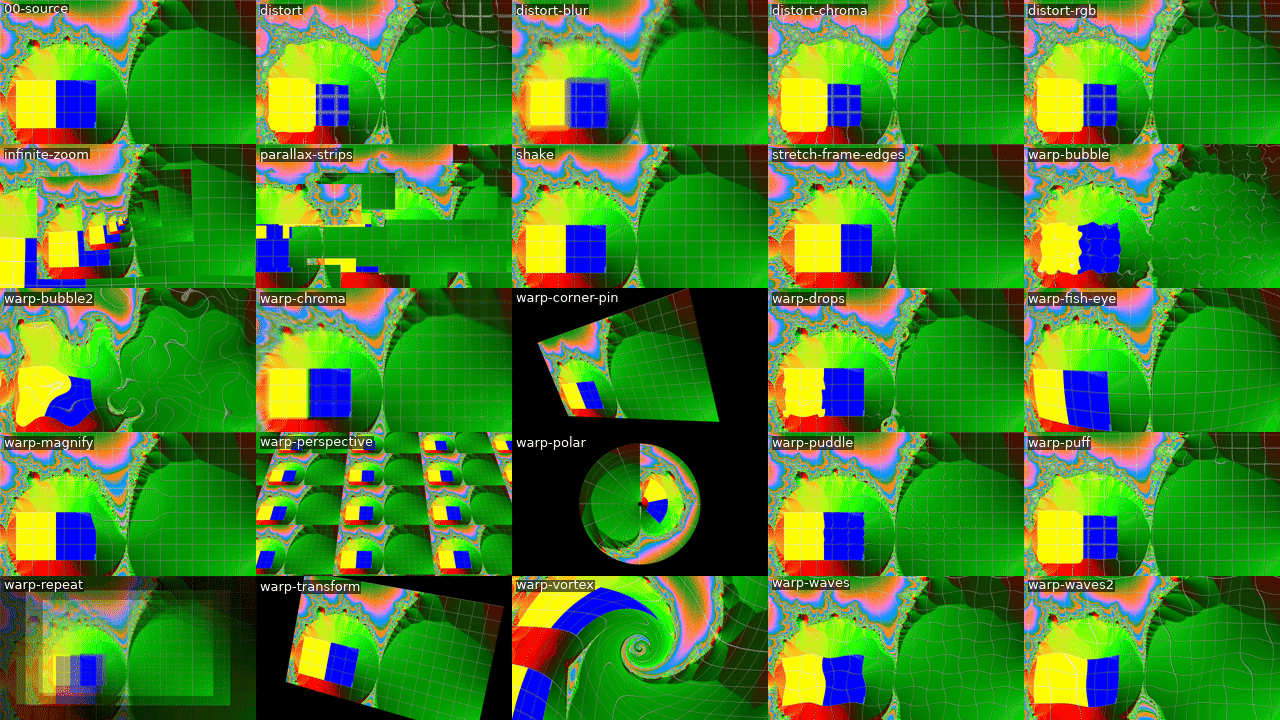 00-source
distort
distort-blur
distort-chroma
distort-rgb
infinite-zoom
parallax-strips
shake
stretch-frame-edges
warp-bubble
warp-bubble2
warp-chroma
warp-corner-pin
warp-drops
warp-fish-eye
warp-magnify
warp-perspective
warp-polar
warp-puddle
warp-puff
warp-repeat
warp-transform
warp-vortex
warp-waves
warp-waves2